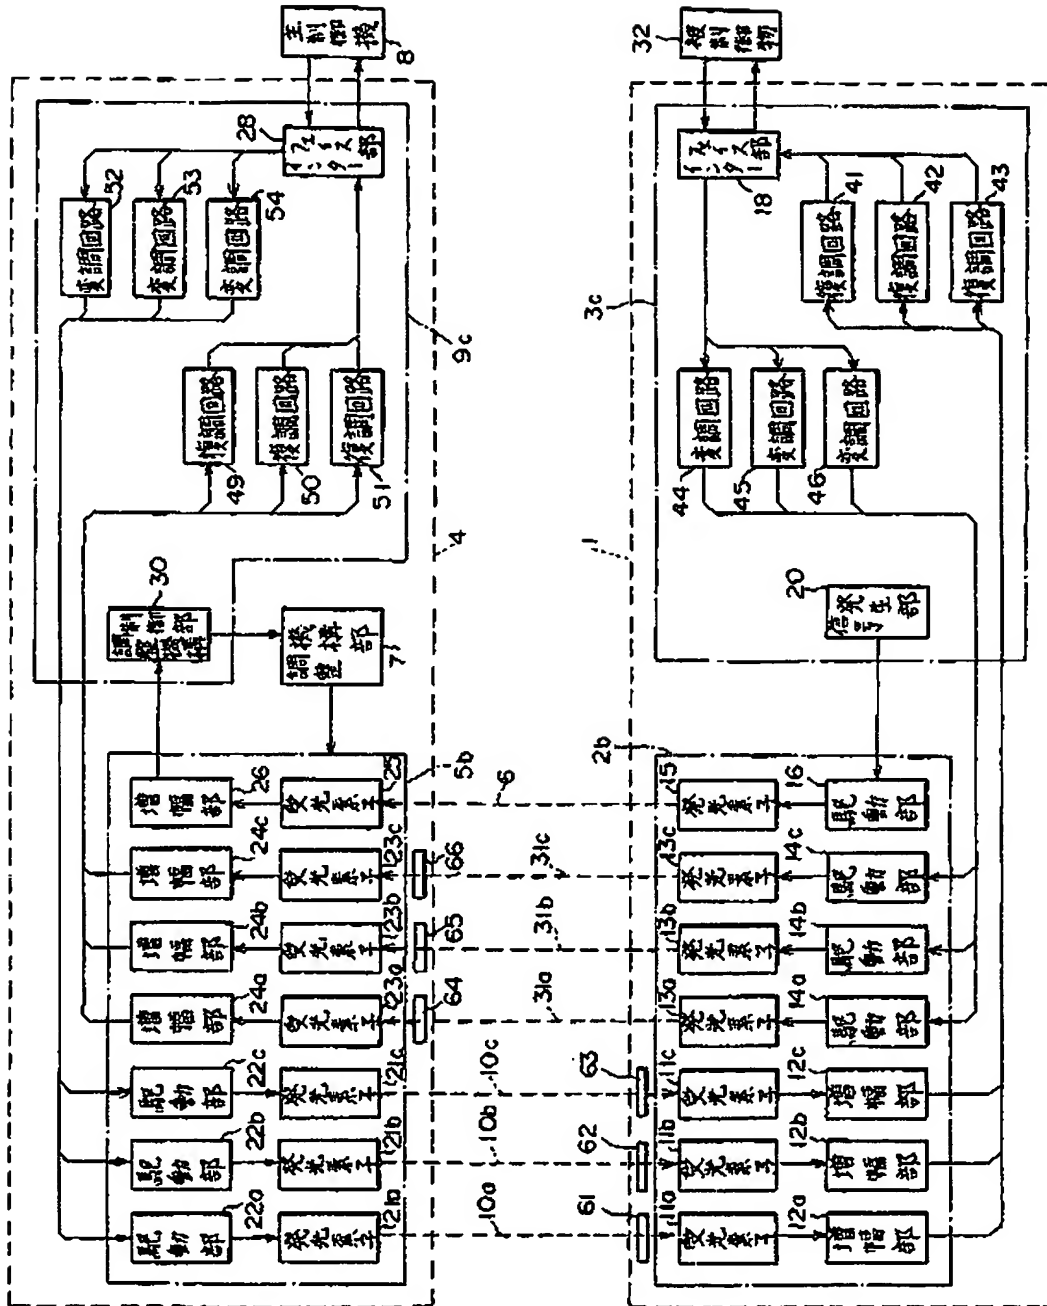 主制御機
8
インターフェイス部
28
変調回路
52
変調回路
53
変調回路
54
復調回路
49
復調回路
50
復調回路
51
9c
4
調整機構制御部
30
調整機構部
7
5b
増幅部
26
増幅部
24c
増幅部
24b
増幅部
24a
駆動部
22c
駆動部
22b
駆動部
22a
受光素子
25
受光素子
23c
受光素子
23b
受光素子
23a
発光素子
21c
発光素子
21b
発光素子
21a
66
65
64
6
31c
31b
31a
10c
10b
10a
63
62
61
被制御物
32
インターフェイス部
18
復調回路
41
復調回路
42
復調回路
43
変調回路
44
変調回路
45
変調回路
46
3c
1
信号発生部
20
2b
発光素子
15
発光素子
13c
発光素子
13b
発光素子
13a
受光素子
11c
受光素子
11b
受光素子
11a
駆動部
16
駆動部
14c
駆動部
14b
駆動部
14a
増幅部
12c
増幅部
12b
増幅部
12a